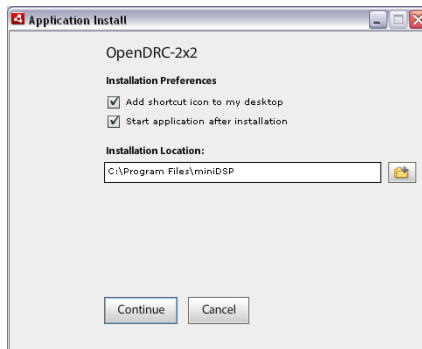 Application Install
OpenDRC-2x2
Installation Preferences
Add shortcut icon to my desktop
Start application after installation
Installation Location:
C:\Program Files\miniDSP
Continue Cancel